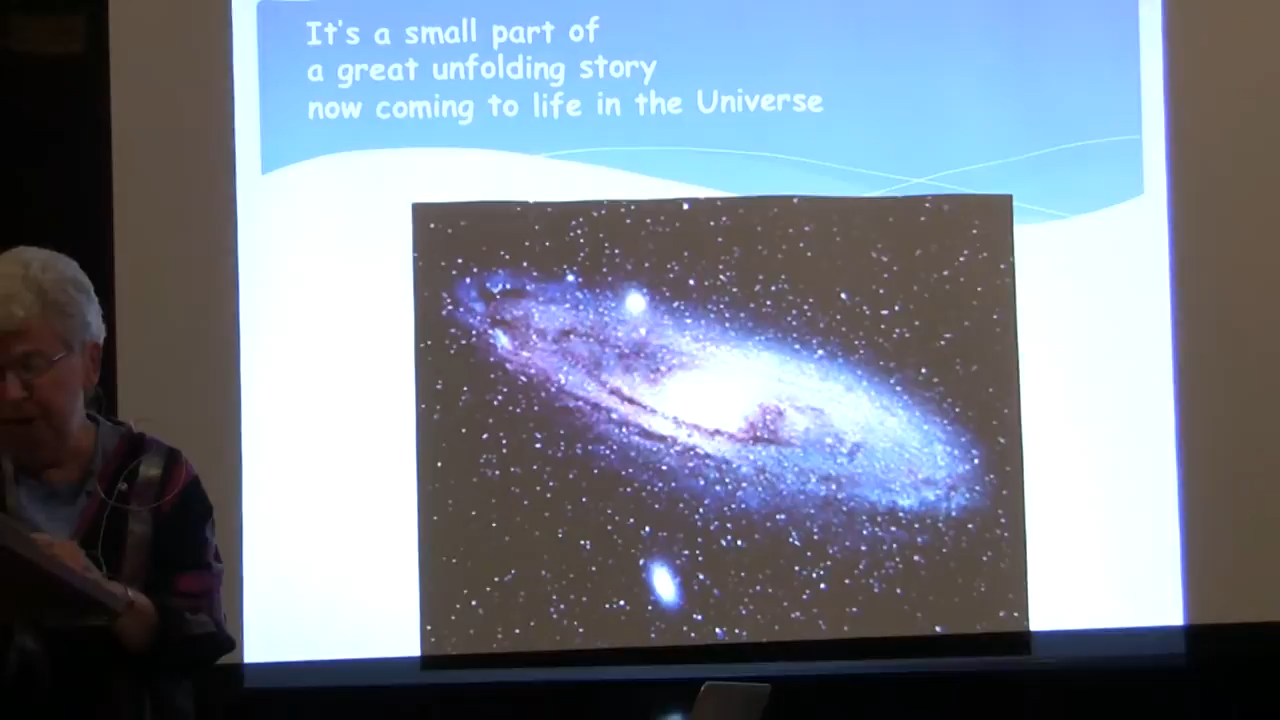 It's a small part of
a great unfolding story
now coming to life in the Universe